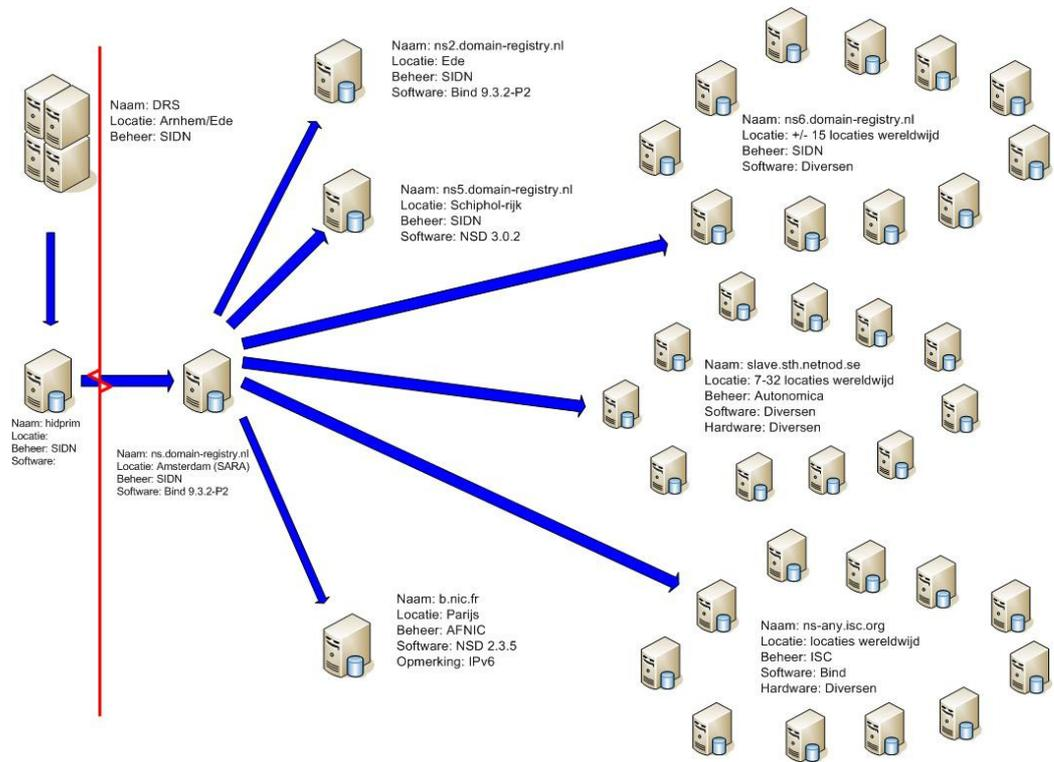 Naam: DRS
Locatie: Arnhem/Ede
Beheer: SIDN
Naam: hidprim
Locatie:
Beheer: SIDN
Software:
Naam: ns.domain-registry.nl
Locatie: Amsterdam (SARA)
Beheer: SIDN
Software: Bind 9.3.2-P2
Naam: ns2.domain-registry.nl
Locatie: Ede
Beheer: SIDN
Software: Bind 9.3.2-P2
Naam: ns5.domain-registry.nl
Locatie: Schiphol-rijk
Beheer: SIDN
Software: NSD 3.0.2
Naam: b.nic.fr
Locatie: Parijs
Beheer: AFNIC
Software: NSD 2.3.5
Opmerking: IPv6
Naam: ns6.domain-registry.nl
Locatie: +/- 15 locaties wereldwijd
Beheer: SIDN
Software: Diversen
Naam: slave.sth.netnod.se
Locatie: 7-32 locaties wereldwijd
Beheer: Autonomica
Software: Diversen
Hardware: Diversen
Naam: ns-any.isc.org
Locatie: locaties wereldwijd
Beheer: ISC
Software: Bind
Hardware: Diversen